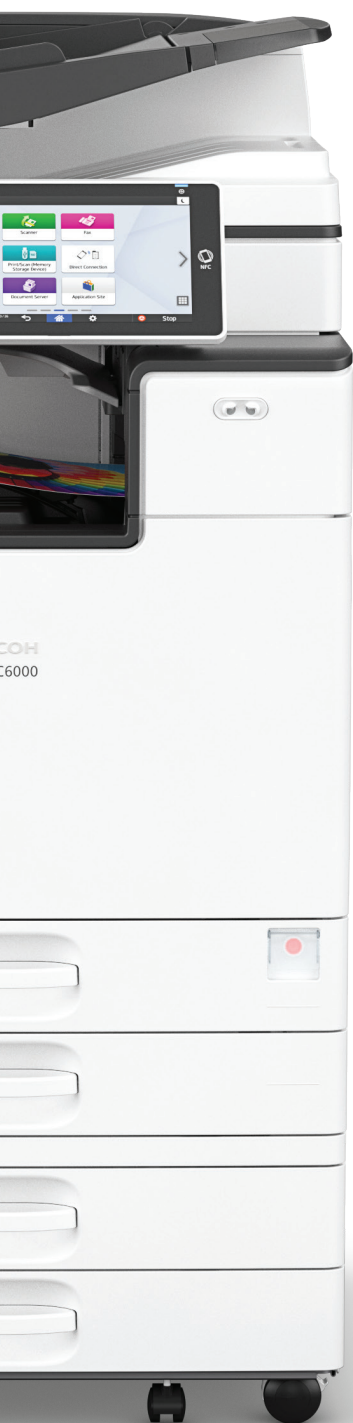 Scanner
Fax
Print/Scan (Memory
Storage Device)
Direct Connection
Document Server
Application Site
NFC
Stop
COH
C6000